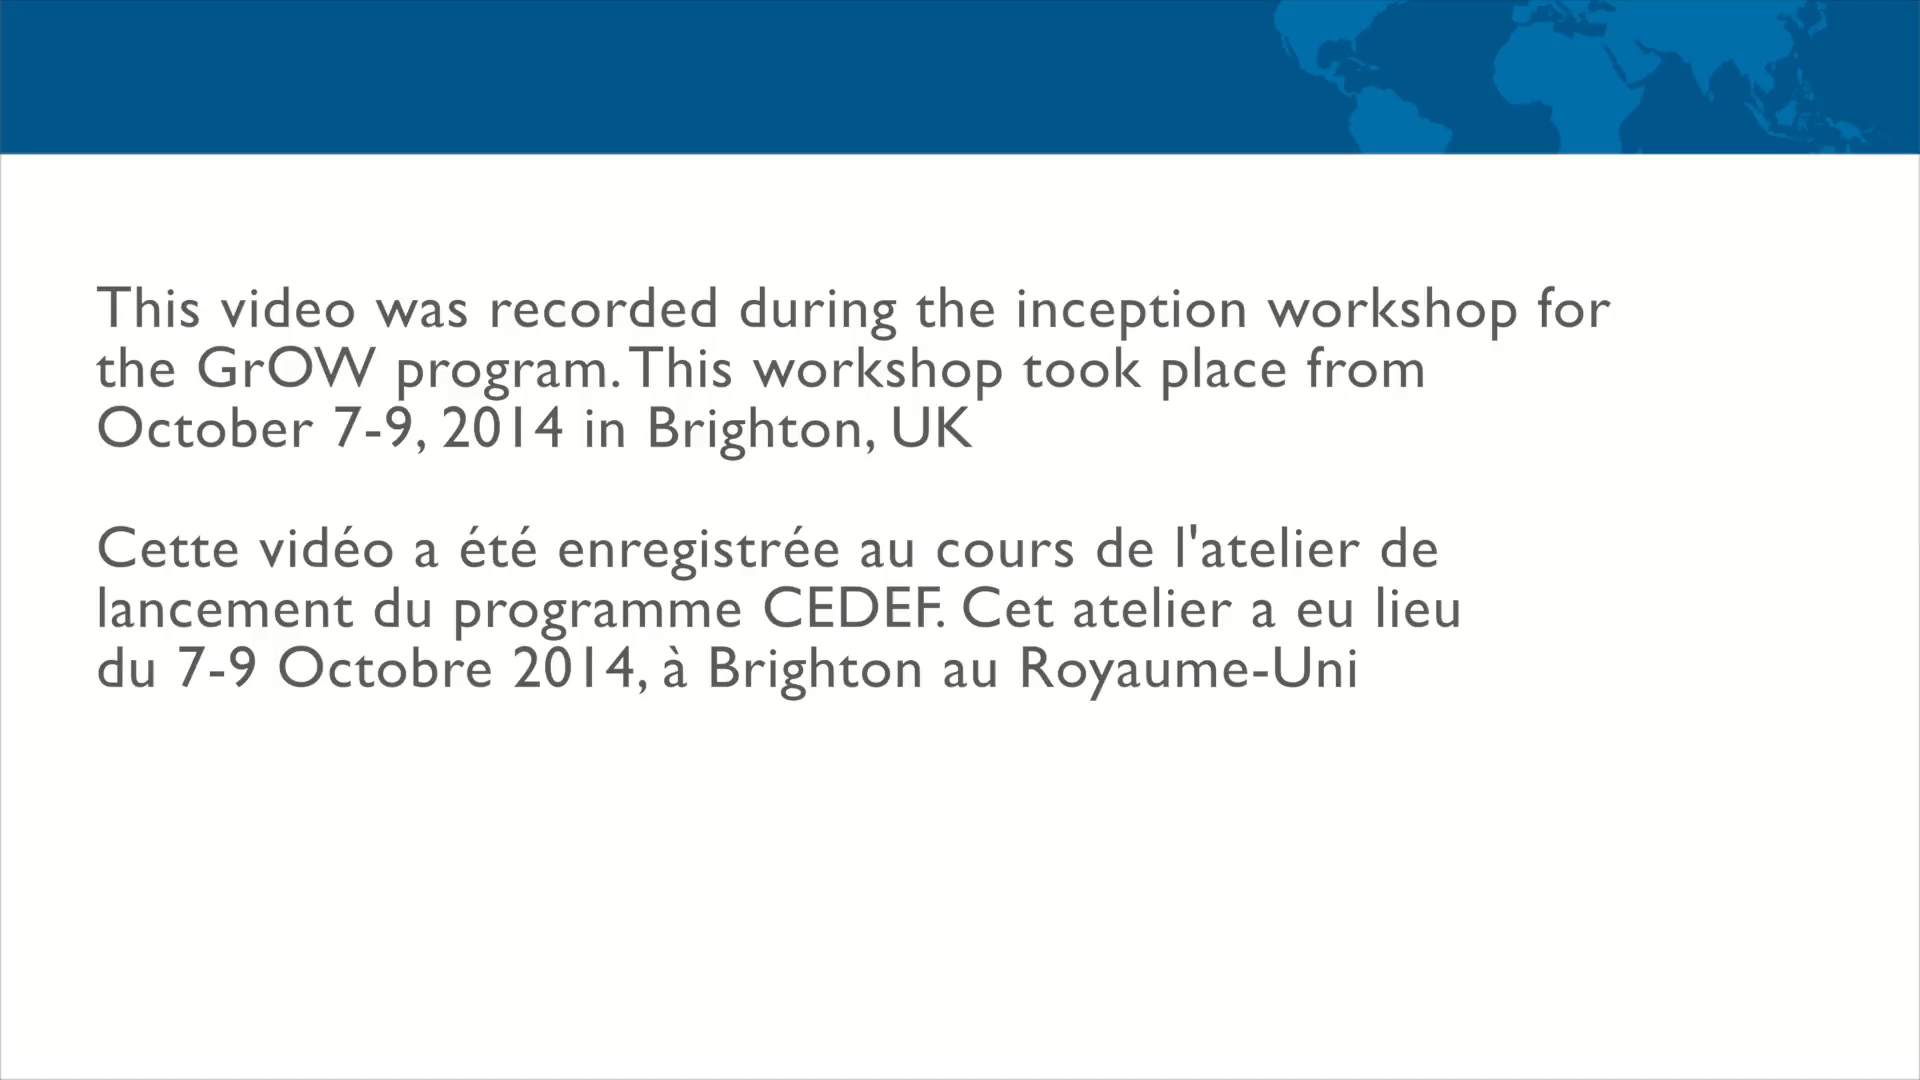 This video was recorded during the inception workshop for
the GrOW program. This workshop took place from
October 7-9, 2014 in Brighton, UK
Cette vidéo a été enregistrée au cours de l'atelier de
lancement du programme CEDEF. Cet atelier a eu lieu
du 7-9 Octobre 2014, à Brighton au Royaume-Uni